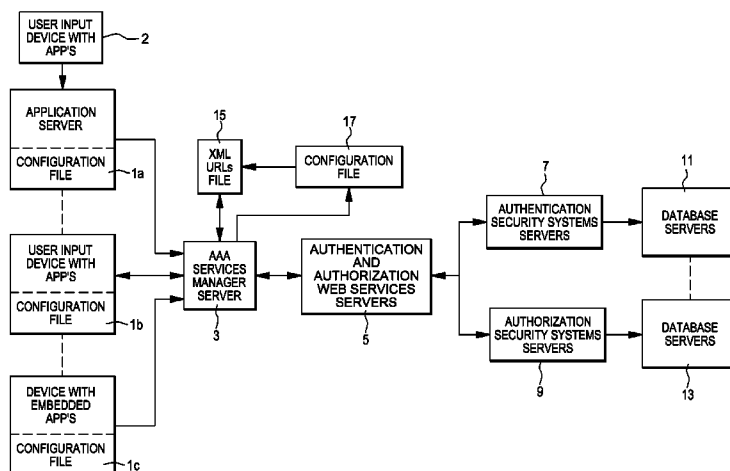 USER INPUT
DEVICE WITH
APP'S
2
APPLICATION
SERVER
CONFIGURATION
FILE
1a
USER INPUT
DEVICE WITH
APP'S
CONFIGURATION
FILE
1b
DEVICE WITH
EMBEDDED
APP'S
CONFIGURATION
FILE
1c
15
XML
URLs
FILE
17
CONFIGURATION
FILE
AAA
SERVICES
MANAGER
SERVER
3
AUTHENTICATION
AND
AUTHORIZATION
WEB SERVICES
SERVERS
5
7
AUTHENTICATION
SECURITY SYSTEMS
SERVERS
AUTHORIZATION
SECURITY SYSTEMS
SERVERS
9
11
DATABASE
SERVERS
DATABASE
SERVERS
13